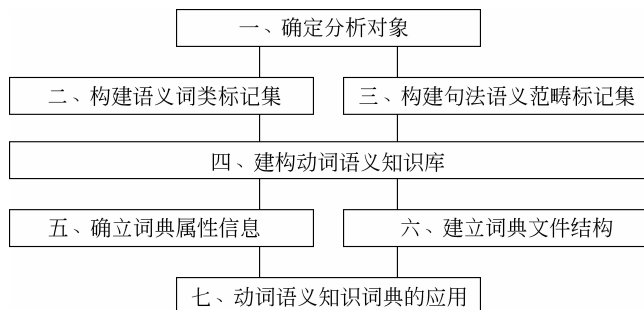 一、确定分析对象
二、构建语义词类标记集
三、构建句法语义范畴标记集
四、建构动词语义知识库
五、确立词典属性信息
六、建立词典文件结构
七、动词语义知识词典的应用